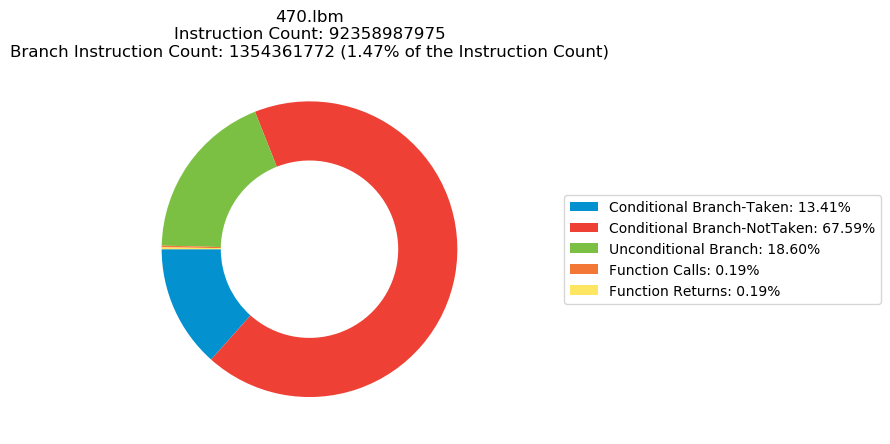 470.lbm
Instruction Count: 92358987975
Branch Instruction Count: 1354361772 (1.47% of the Instruction Count)
Conditional Branch-Taken: 13.41%
Conditional Branch-NotTaken: 67.59%
Unconditional Branch: 18.60%
Function Calls: 0.19%
Function Returns: 0.19%